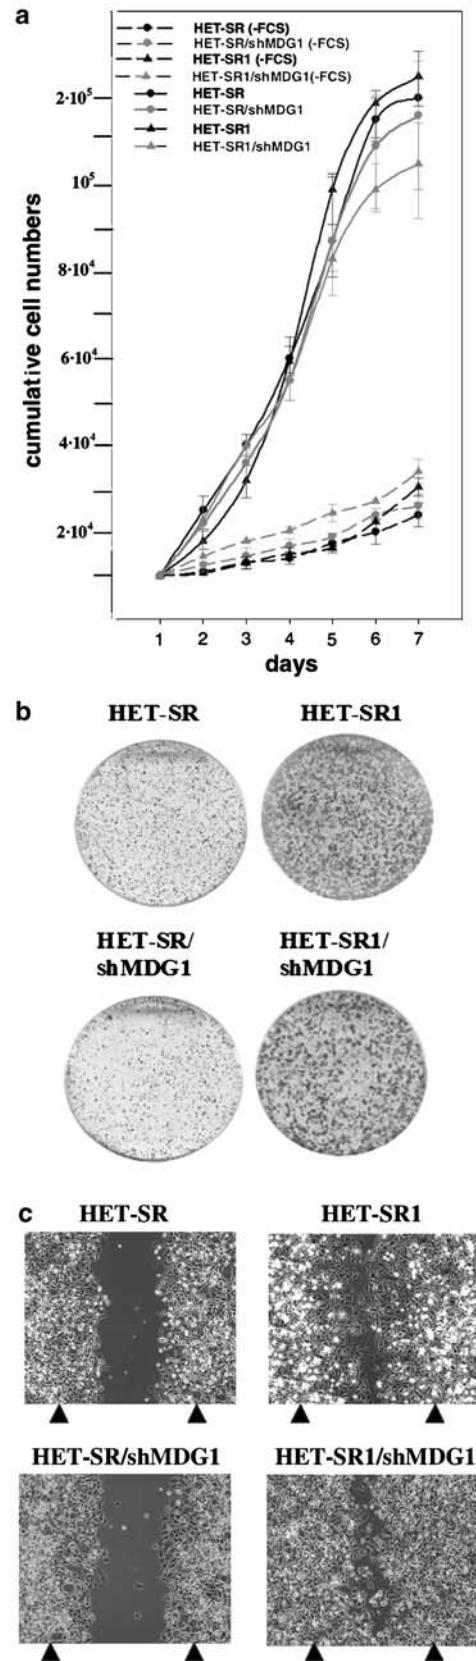 a
HET-SR (-FCS)
HET-SR/shMDG1 (-FCS)
HET-SR1 (-FCS)
HET-SR1/shMDG1(-FCS)
HET-SR
HET-SR/shMDG1
HET-SR1
HET-SR1/shMDG1
2·10⁵
10⁵
8·10⁴
6·10⁴
4·10⁴
2·10⁴
cumulative cell numbers
1 2 3 4 5 6 7
days
b
HET-SR
HET-SR1
HET-SR/
shMDG1
HET-SR1/
shMDG1
c
HET-SR
HET-SR1
HET-SR/shMDG1
HET-SR1/shMDG1